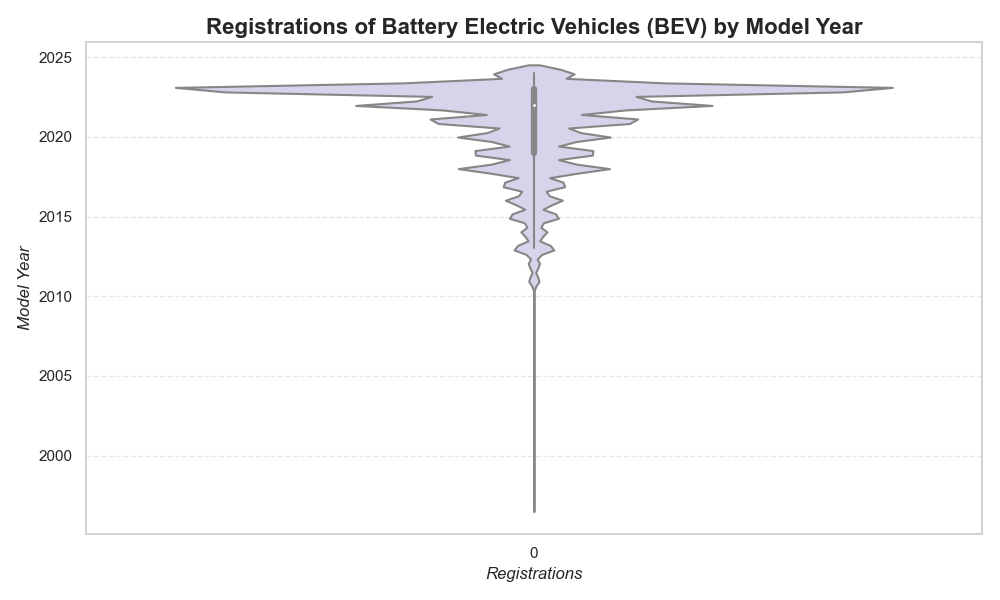 Registrations of Battery Electric Vehicles (BEV) by Model Year
Model Year
2025
2020
2015
2010
2005
2000
0
Registrations